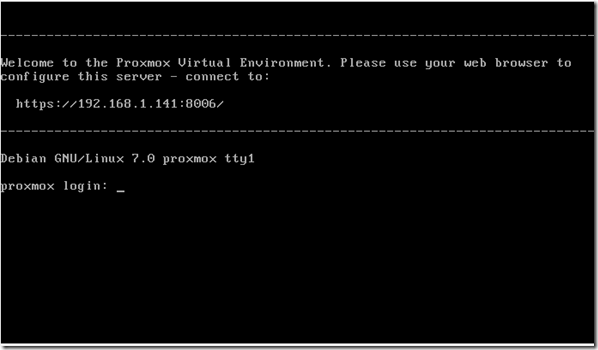 --------------------------------------------------------------------------------
Welcome to the Proxmox Virtual Environment. Please use your web browser to
configure this server - connect to:
https://192.168.1.141:8006/
--------------------------------------------------------------------------------
Debian GNU/Linux 7.0 proxmox tty1
proxmox login: _